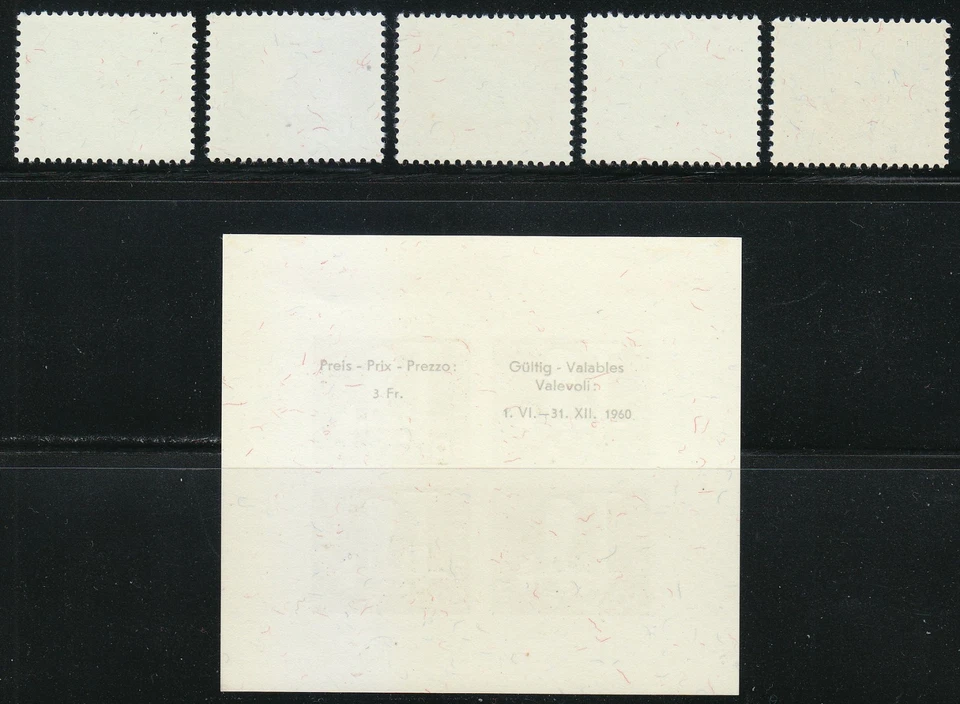 Preis - Prix - Prezzo:
3 Fr.
Gültig - Valables
Valevoli:
1. VI.—31. XII. 1960